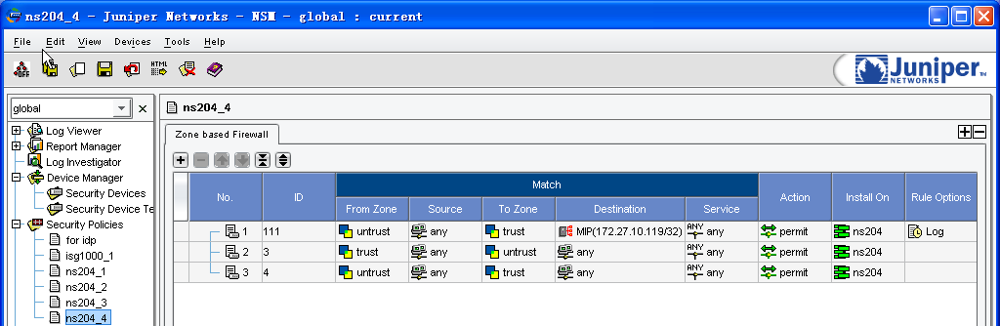 ns204_4 - Juniper Networks - NSM - global : current
File Edit View Devices Tools Help
OFF HTML
Juniper
NETWORKS
global
ns204_4
Log Viewer
Report Manager
Log Investigator
Device Manager
Security Devices
Security Device Te
Security Policies
for idp
isg1000_1
ns204_1
ns204_2
ns204_3
ns204_4
Zone based Firewall
No. ID Match Action Install On Rule Options
From Zone Source To Zone Destination Service
1 111 untrust any trust MIP(172.27.10.119/32) ANY any permit ns204 Log
2 3 trust any untrust any ANY any permit ns204
3 4 untrust any trust any ANY any permit ns204